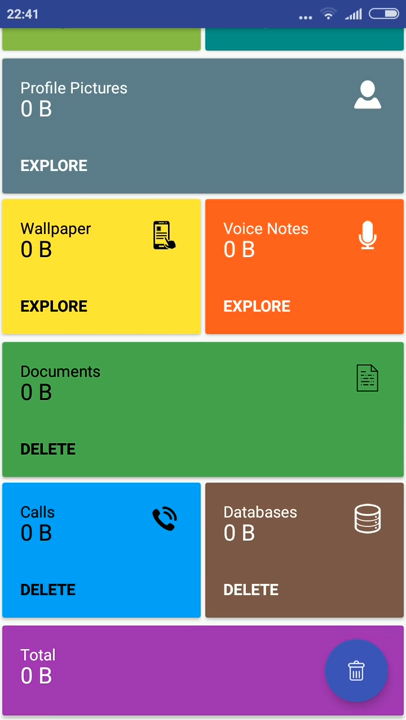 22:41
Profile Pictures
0 B
EXPLORE
Wallpaper
0 B
EXPLORE
Voice Notes
0 B
EXPLORE
Documents
0 B
DELETE
Calls
0 B
DELETE
Databases
0 B
DELETE
Total
0 B